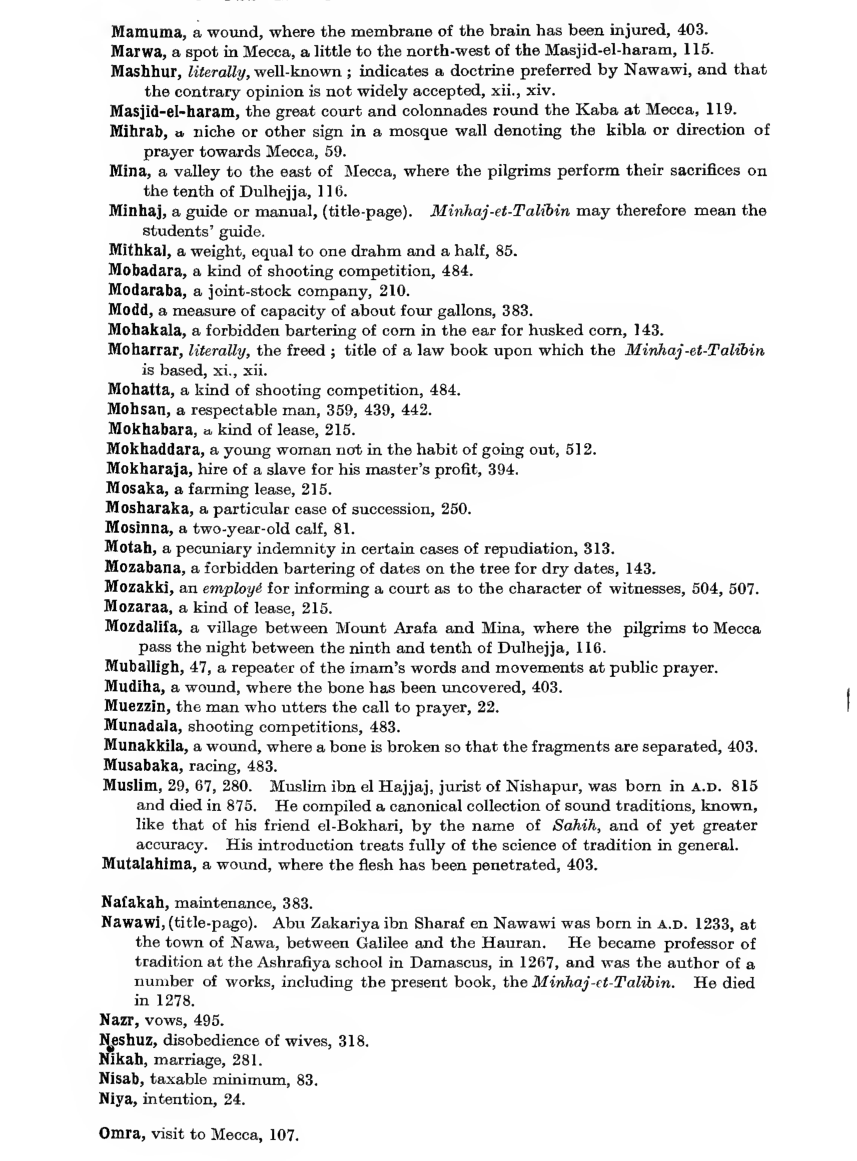 Mamuma, a wound, where the membrane of the brain has been injured, 403.
Marwa, a spot in Mecca, a little to the north-west of the Masjid-el-haram, 115.
Mashhur, literally, well-known ; indicates a doctrine preferred by Nawawi, and that
the contrary opinion is not widely accepted, xii., xiv.
Masjid-el-haram, the great court and colonnades round the Kaba at Mecca, 119.
Mihrab, a niche or other sign in a mosque wall denoting the kibla or direction of
prayer towards Mecca, 59.
Mina, a valley to the east of Mecca, where the pilgrims perform their sacrifices on
the tenth of Dulhejja, 116.
Minhaj, a guide or manual, (title-page). Minhaj-et-Talibin may therefore mean the
students' guide.
Mithkal, a weight, equal to one drahm and a half, 85.
Mobadara, a kind of shooting competition, 484.
Modaraba, a joint-stock company, 210.
Modd, a measure of capacity of about four gallons, 383.
Mohakala, a forbidden bartering of corn in the ear for husked corn, 143.
Moharrar, literally, the freed ; title of a law book upon which the Minhaj-et-Talibin
is based, xi., xii.
Mohatta, a kind of shooting competition, 484.
Mohsan, a respectable man, 359, 439, 442.
Mokhabara, a kind of lease, 215.
Mokhaddara, a young woman not in the habit of going out, 512.
Mokharaja, hire of a slave for his master's profit, 394.
Mosaka, a farming lease, 215.
Mosharaka, a particular case of succession, 250.
Mosinna, a two-year-old calf, 81.
Motah, a pecuniary indemnity in certain cases of repudiation, 313.
Mozabana, a forbidden bartering of dates on the tree for dry dates, 143.
Mozakki, an employé for informing a court as to the character of witnesses, 504, 507.
Mozaraa, a kind of lease, 215.
Mozdalifa, a village between Mount Arafa and Mina, where the pilgrims to Mecca
pass the night between the ninth and tenth of Dulhejja, 116.
Muballigh, 47, a repeater of the imam's words and movements at public prayer.
Mudiha, a wound, where the bone has been uncovered, 403.
Muezzin, the man who utters the call to prayer, 22.
Munadala, shooting competitions, 483.
Munakkila, a wound, where a bone is broken so that the fragments are separated, 403.
Musabaka, racing, 483.
Muslim, 29, 67, 280. Muslim ibn el Hajjaj, jurist of Nishapur, was born in A.D. 815
and died in 875. He compiled a canonical collection of sound traditions, known,
like that of his friend el-Bokhari, by the name of Sahih, and of yet greater
accuracy. His introduction treats fully of the science of tradition in general.
Mutalahima, a wound, where the flesh has been penetrated, 403.
Nafakah, maintenance, 383.
Nawawi, (title-page). Abu Zakariya ibn Sharaf en Nawawi was born in A.D. 1233, at
the town of Nawa, between Galilee and the Hauran. He became professor of
tradition at the Ashrafiya school in Damascus, in 1267, and was the author of a
number of works, including the present book, the Minhaj-et-Talibin. He died
in 1278.
Nazr, vows, 495.
Neshuz, disobedience of wives, 318.
Nikah, marriage, 281.
Nisab, taxable minimum, 83.
Niya, intention, 24.
Omra, visit to Mecca, 107.